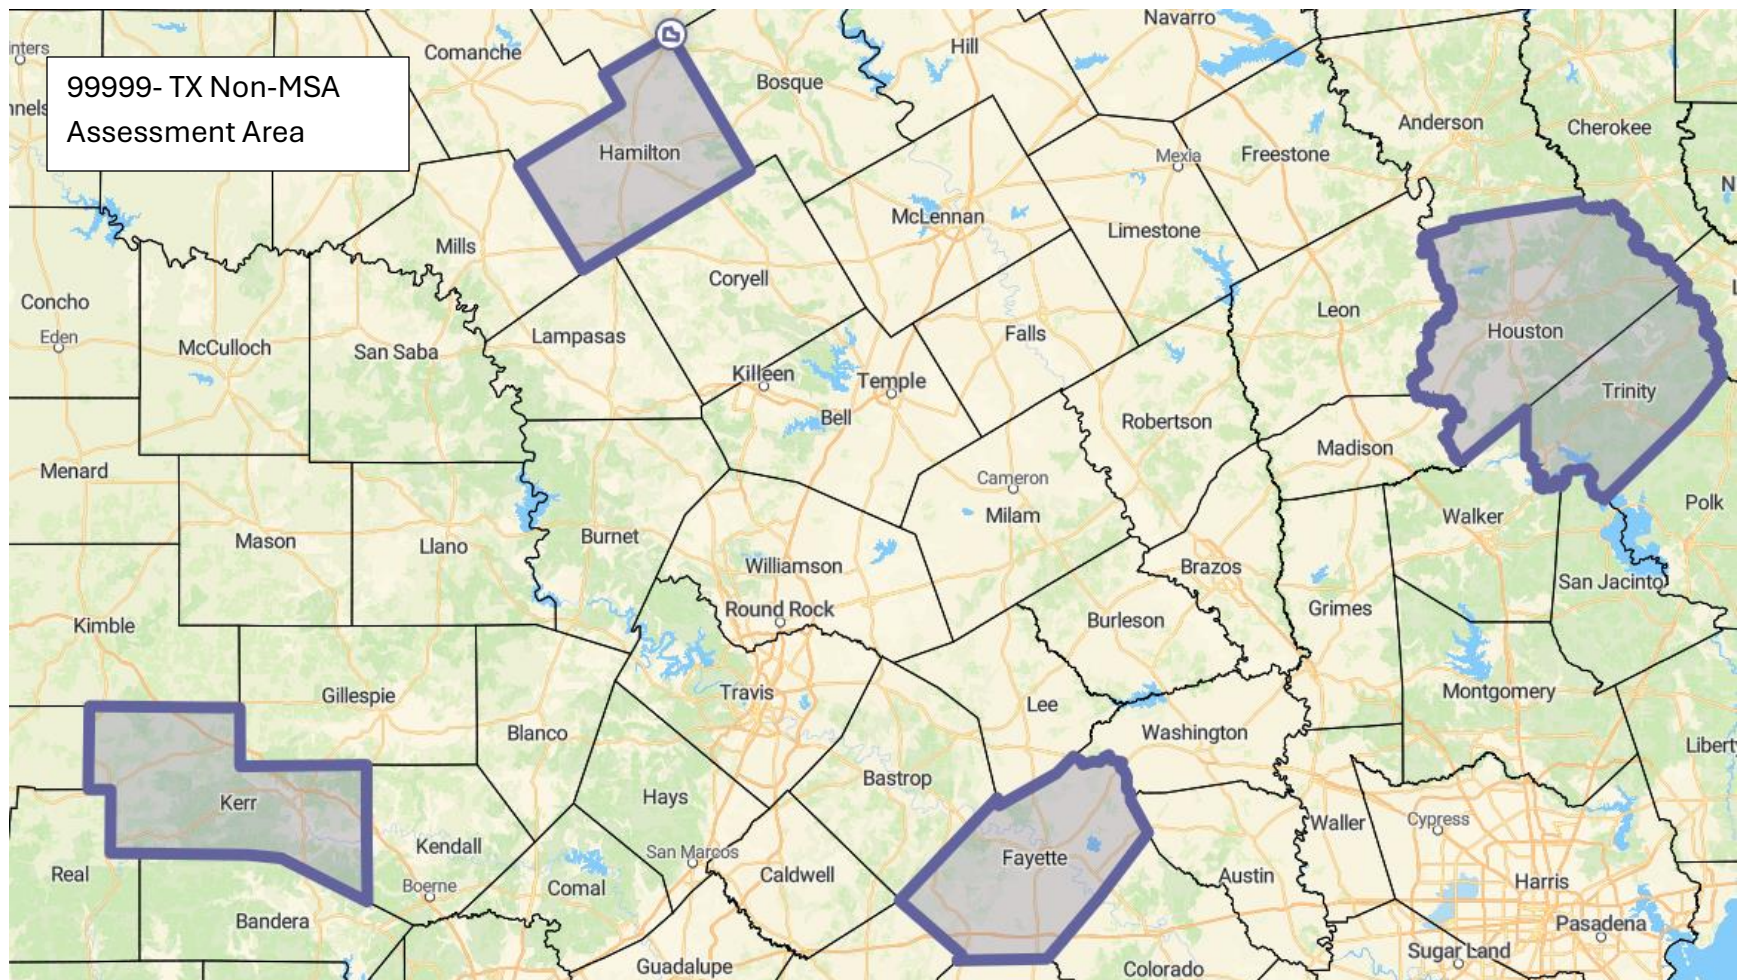 99999- TX Non-MSA
Assessment Area
Comanche
Hill
Navarro
Bosque
Hamilton
Anderson
Cherokee
Mexia
Freestone
McLennan
Limestone
Mills
Coryell
Concho
Eden
McCulloch
San Saba
Lampasas
Falls
Leon
Houston
Trinity
Killeen
Temple
Bell
Robertson
Madison
Menard
Cameron
Milam
Walker
Polk
Mason
Llano
Burnet
Williamson
Brazos
San Jacinto
Kimble
Round Rock
Burleson
Grimes
Gillespie
Travis
Lee
Montgomery
Blanco
Washington
Kerr
Hays
Bastrop
Waller
Cypress
Kendall
San Marcos
Fayette
Real
Boerne
Comal
Caldwell
Austin
Harris
Bandera
Pasadena
Sugar Land
Guadalupe
Colorado
Liberty